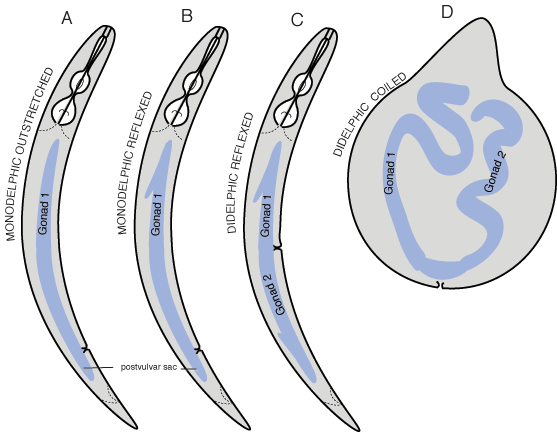 A
B
C
D
MONODELPHIC OUTSTRETCHED
MONODELPHIC REFLEXED
DIDELPHIC REFLEXED
DIDELPHIC COILED
Gonad 1
Gonad 1
Gonad 1
Gonad 2
Gonad 1
Gonad 2
postvulvar sac